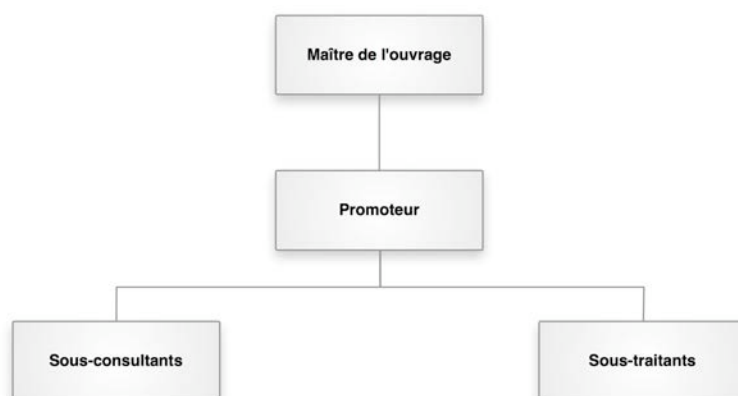 Maître de l'ouvrage
Promoteur
Sous-consultants
Sous-traitants